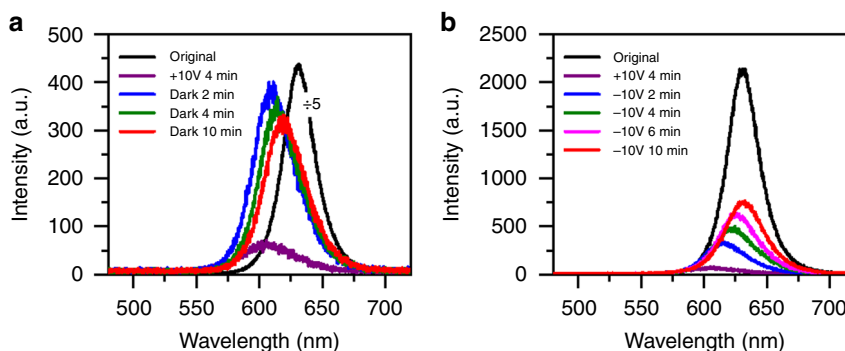 a
500
400
300
200
100
0
Intensity (a.u.)
Original
+10V 4 min
Dark 2 min
Dark 4 min
Dark 10 min
÷5
500 550 600 650 700
Wavelength (nm)
b
2500
2000
1500
1000
500
0
Intensity (a.u.)
Original
+10V 4 min
–10V 2 min
–10V 4 min
–10V 6 min
–10V 10 min
500 550 600 650 700
Wavelength (nm)